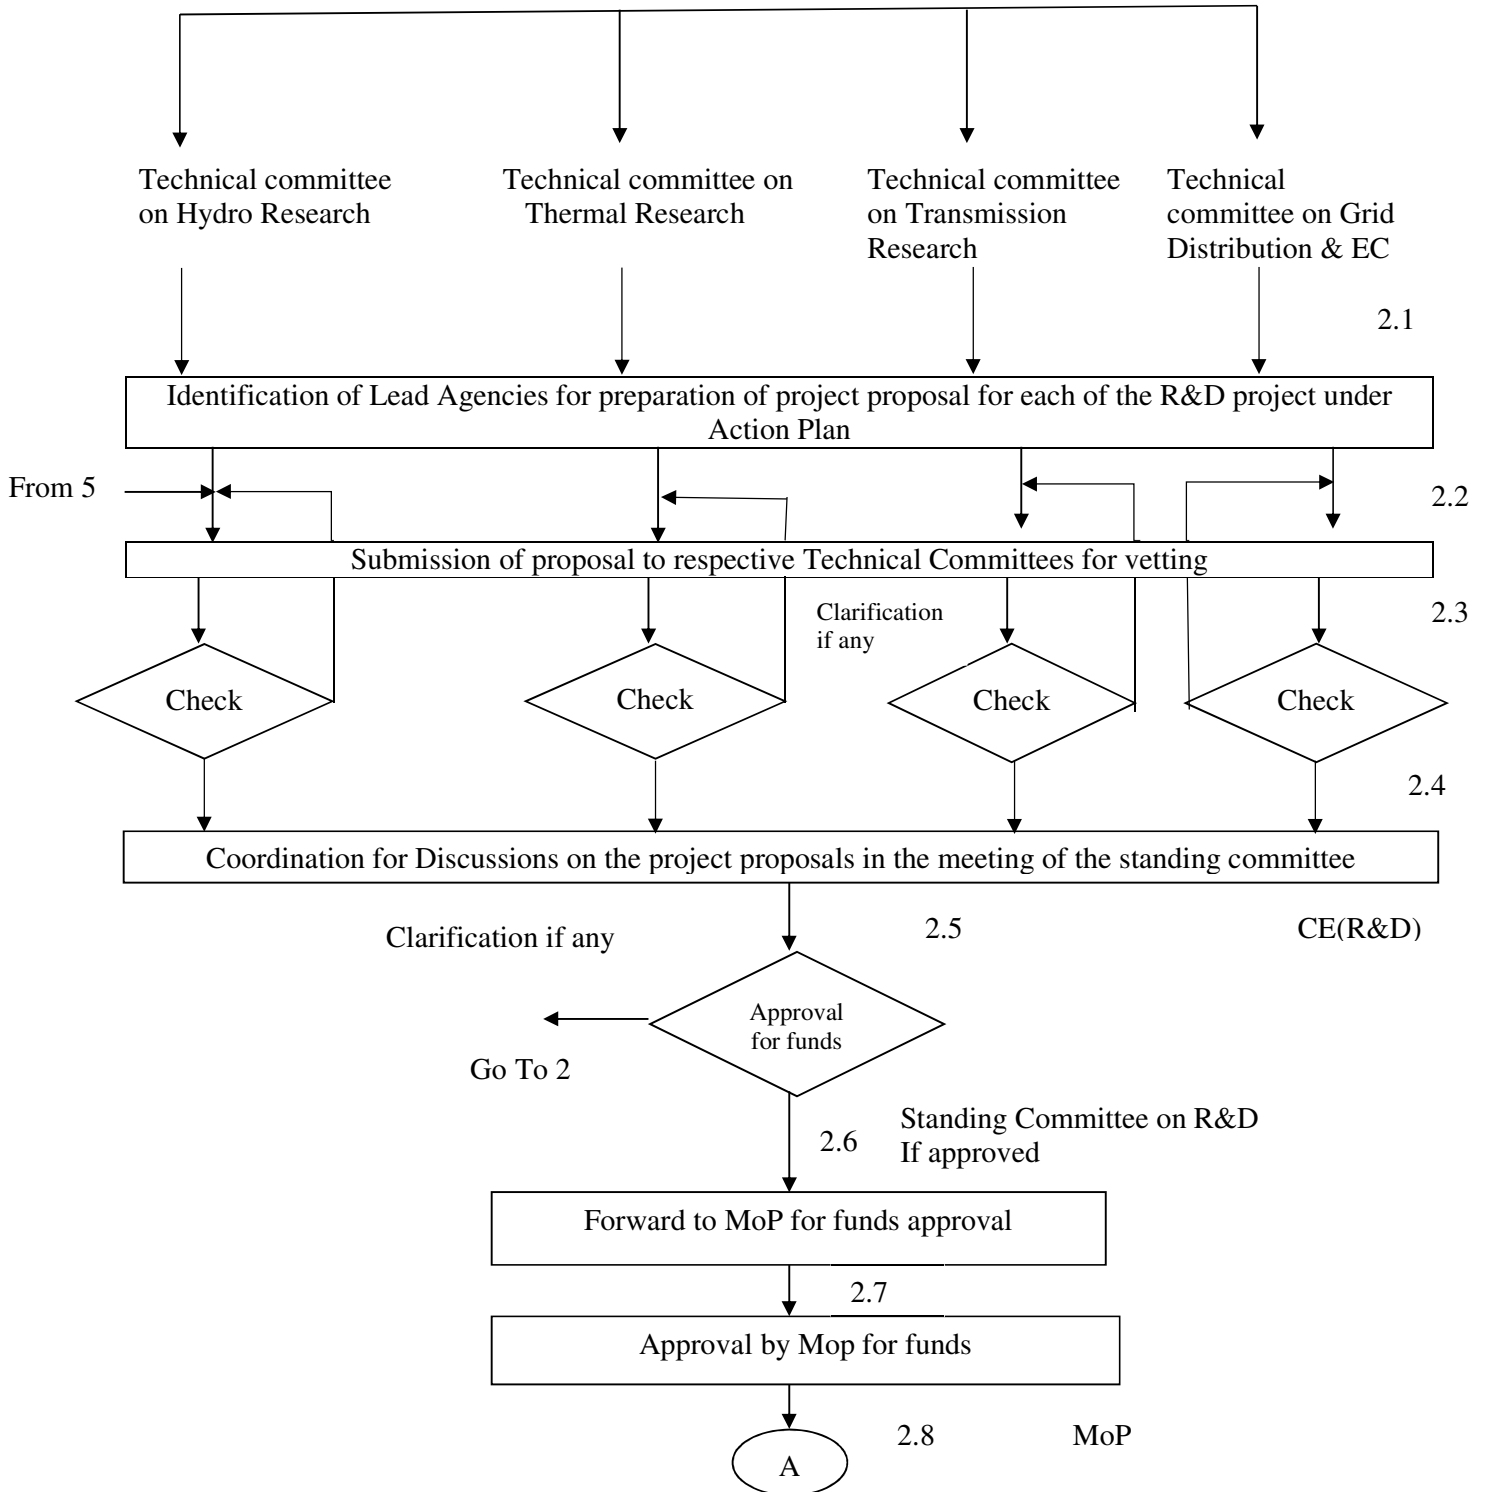 Technical committee
on Hydro Research
Technical committee on
Thermal Research
Technical committee
on Transmission
Research
Technical
committee on Grid
Distribution & EC
2.1
Identification of Lead Agencies for preparation of project proposal for each of the R&D project under
Action Plan
From 5
2.2
Submission of proposal to respective Technical Committees for vetting
Clarification
if any
2.3
Check
Check
Check
Check
2.4
Coordination for Discussions on the project proposals in the meeting of the standing committee
Clarification if any
2.5
CE(R&D)
Approval
for funds
Go To 2
Standing Committee on R&D
If approved
2.6
Forward to MoP for funds approval
2.7
Approval by Mop for funds
2.8
MoP
A